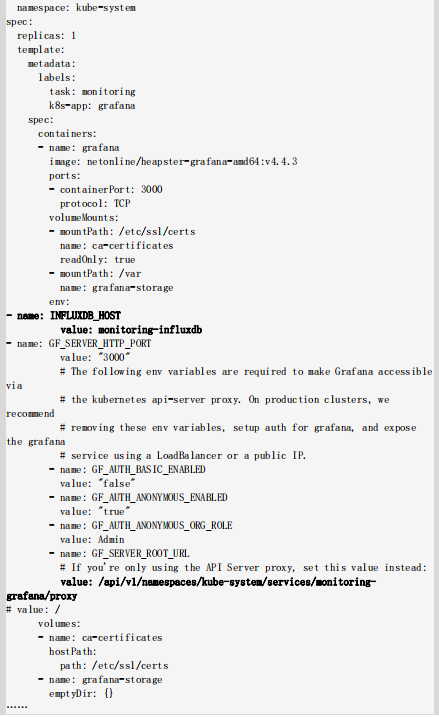 namespace: kube-system
spec:
  replicas: 1
  template:
    metadata:
      labels:
        task: monitoring
        k8s-app: grafana
    spec:
      containers:
      - name: grafana
        image: netonline/heapster-grafana-amd64:v4.4.3
        ports:
        - containerPort: 3000
          protocol: TCP
        volumeMounts:
        - mountPath: /etc/ssl/certs
          name: ca-certificates
          readOnly: true
        - mountPath: /var
          name: grafana-storage
        env:
- name: INFLUXDB_HOST
          value: monitoring-influxdb
- name: GF_SERVER_HTTP_PORT
          value: "3000"
          # The following env variables are required to make Grafana accessible
via
          # the kubernetes api-server proxy. On production clusters, we
recommend
          # removing these env variables, setup auth for grafana, and expose
the grafana
          # service using a LoadBalancer or a public IP.
        - name: GF_AUTH_BASIC_ENABLED
          value: "false"
        - name: GF_AUTH_ANONYMOUS_ENABLED
          value: "true"
        - name: GF_AUTH_ANONYMOUS_ORG_ROLE
          value: Admin
        - name: GF_SERVER_ROOT_URL
          # If you're only using the API Server proxy, set this value instead:
          value: /api/v1/namespaces/kube-system/services/monitoring-
grafana/proxy
# value: /
      volumes:
      - name: ca-certificates
        hostPath:
          path: /etc/ssl/certs
      - name: grafana-storage
        emptyDir: {}
……